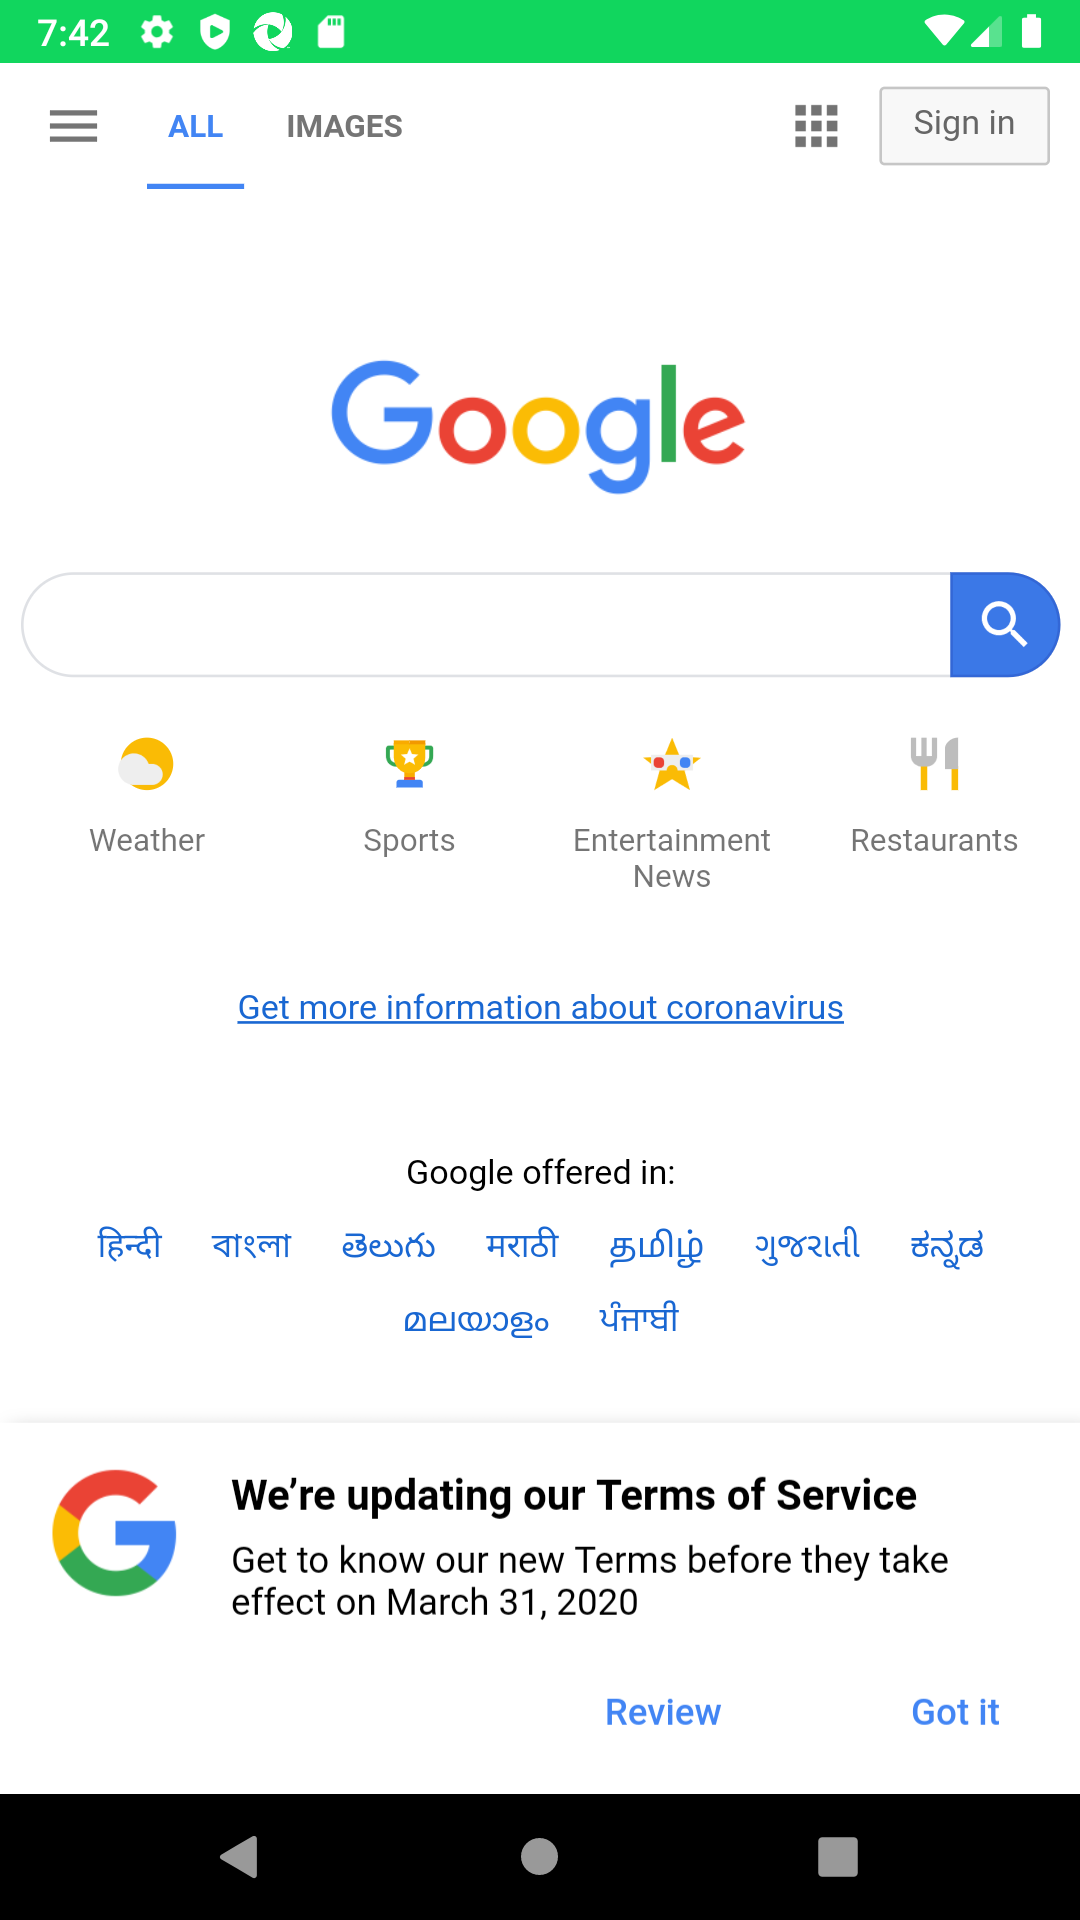 7:42
ALL IMAGES Sign in
Google
Weather Sports Entertainment Restaurants
News
Get more information about coronavirus
Google offered in:
हिन्दी বাংলা తెలుగు मराठी தமிழ் ગુજરાતી ಕನ್ನಡ
മലയാളം ਪੰਜਾਬੀ
We’re updating our Terms of Service
Get to know our new Terms before they take
effect on March 31, 2020
Review Got it